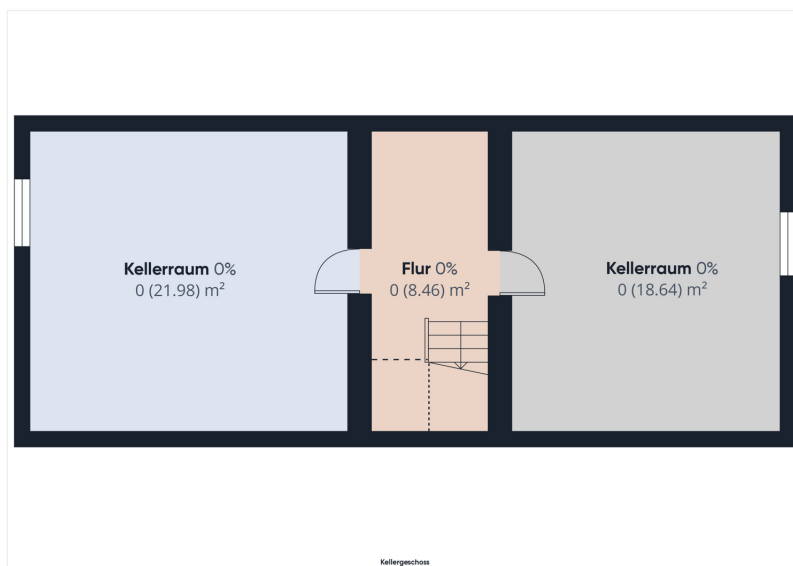 Kellerraum 0%
0 (21.98) m²
Flur 0%
0 (8.46) m²
Kellerraum 0%
0 (18.64) m²
Kellergeschoss